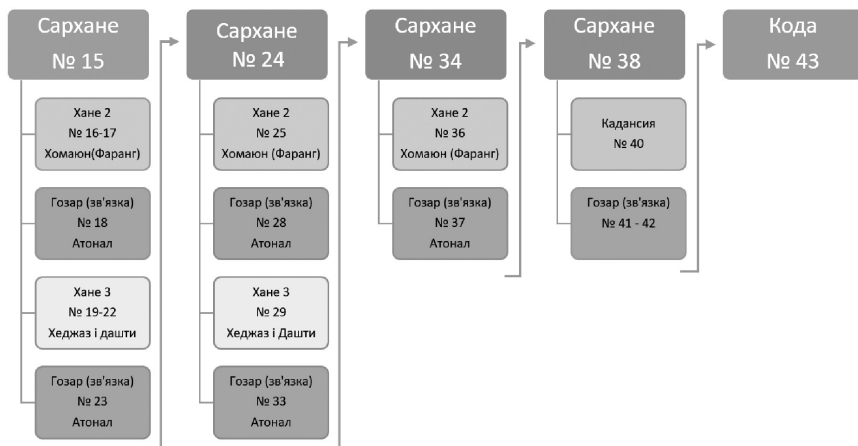 Сархане
№ 15
Хане 2
№ 16-17
Хомаюн(Фаранг)
Гозар (зв'язка)
№ 18
Атонал
Хане 3
№ 19-22
Хеджаз і дашти
Гозар (зв'язка)
№ 23
Атонал
Сархане
№ 24
Хане 2
№ 25
Хомаюн (Фаранг)
Гозар (зв'язка)
№ 28
Атонал
Хане 3
№ 29
Хеджаз і Дашти
Гозар (зв'язка)
№ 33
Атонал
Сархане
№ 34
Хане 2
№ 36
Хомаюн (Фаранг)
Гозар (зв'язка)
№ 37
Атонал
Сархане
№ 38
Кадансия
№ 40
Гозар (зв'язка)
№ 41 - 42
Кода
№ 43